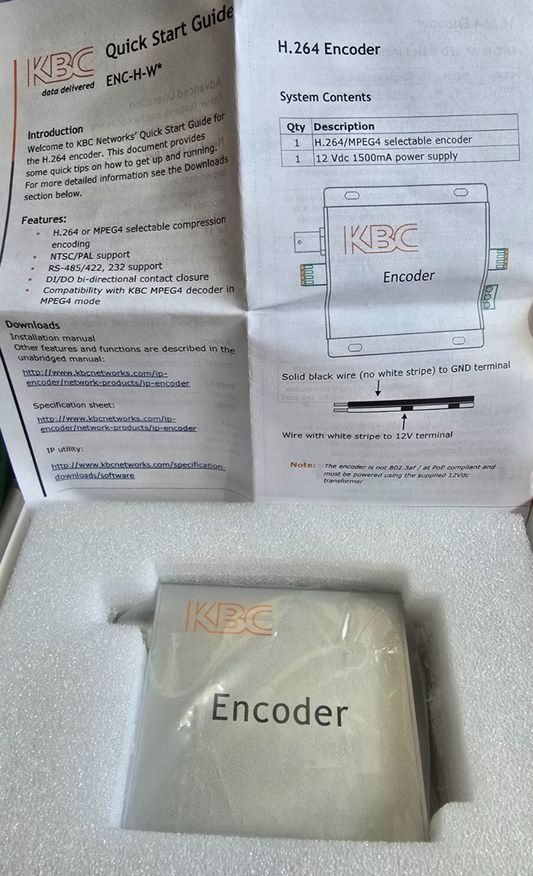 KBC
data delivered
Quick Start Guide
ENC-H-W*
Introduction
Welcome to KBC Networks' Quick Start Guide for
the H.264 encoder. This document provides
some quick tips on how to get up and running.
For more detailed information see the Downloads
section below.
Features:
• H.264 or MPEG4 selectable compression
encoding
• NTSC/PAL support
• RS-485/422, 232 support
• DI/DO bi-directional contact closure
• Compatibility with KBC MPEG4 decoder in
MPEG4 mode
Downloads
Installation manual
Other features and functions are described in the
unabridged manual:
http://www.kbcnetworks.com/ip-
encoder/network-products/ip-encoder
Specification sheet:
http://www.kbcnetworks.com/ip-
encoder/network-products/ip-encoder
IP utility:
http://www.kbcnetworks.com/specification-
downloads/software
H.264 Encoder
System Contents
Qty Description
1 H.264/MPEG4 selectable encoder
1 12 Vdc 1500mA power supply
KBC
Encoder
Solid black wire (no white stripe) to GND terminal
Wire with white stripe to 12V terminal
Note: The encoder is not 802.3af / at PoE compliant and
must be powered using the supplied 12Vdc
transformer
KBC
Encoder